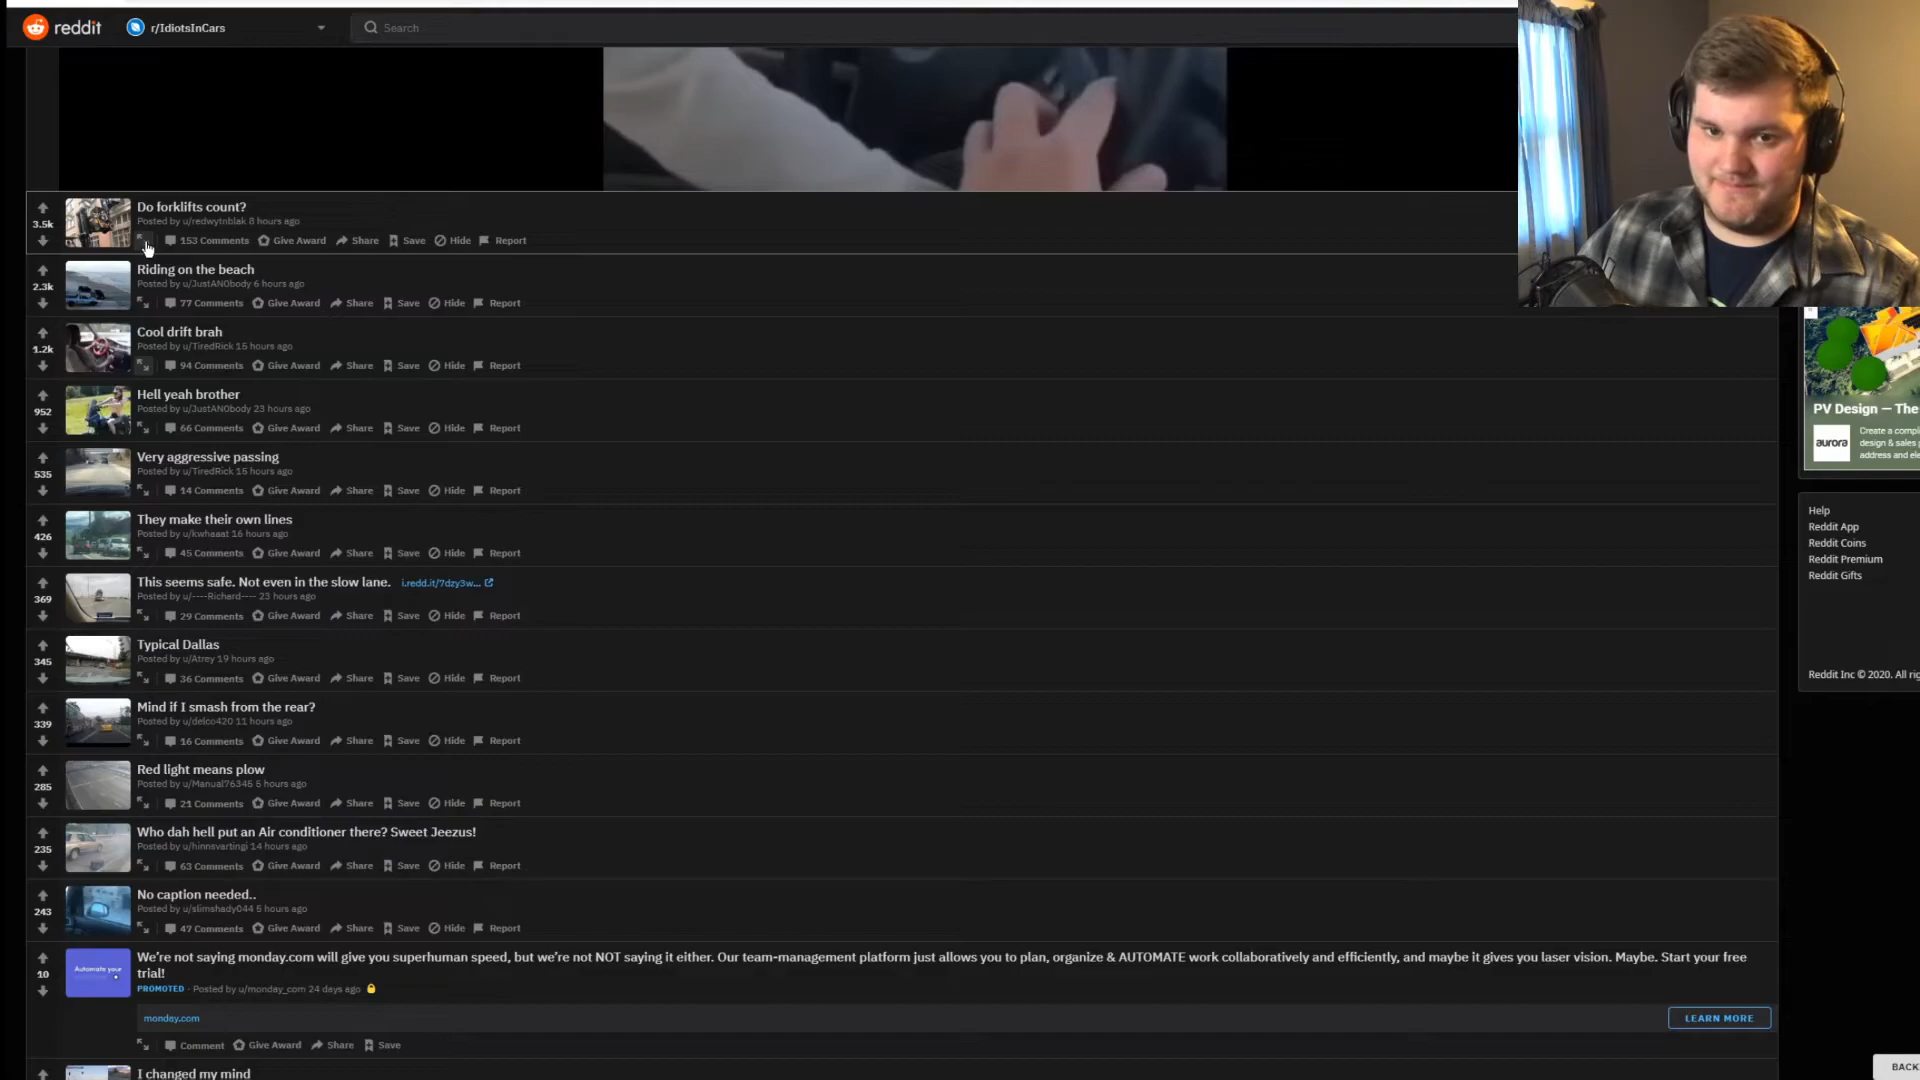 reddit r/IdiotsInCars Search
Do forklifts count?
Posted by u/redwytnblak 8 hours ago
3.5k
153 Comments Give Award Share Save Hide Report
Riding on the beach
Posted by u/JustAN0body 6 hours ago
2.3k
77 Comments Give Award Share Save Hide Report
Cool drift brah
Posted by u/TiredRick 15 hours ago
1.2k
94 Comments Give Award Share Save Hide Report
Hell yeah brother
Posted by u/JustAN0body 23 hours ago
952
66 Comments Give Award Share Save Hide Report
Very aggressive passing
Posted by u/TiredRick 15 hours ago
535
14 Comments Give Award Share Save Hide Report
They make their own lines
Posted by u/kwhaaat 16 hours ago
426
45 Comments Give Award Share Save Hide Report
This seems safe. Not even in the slow lane. i.redd.it/7dzy3w...
Posted by u/----Richard---- 23 hours ago
369
29 Comments Give Award Share Save Hide Report
Typical Dallas
Posted by u/Atrey 19 hours ago
345
36 Comments Give Award Share Save Hide Report
Mind if I smash from the rear?
Posted by u/delco420 11 hours ago
339
16 Comments Give Award Share Save Hide Report
Red light means plow
Posted by u/Manual76345 5 hours ago
285
21 Comments Give Award Share Save Hide Report
Who dah hell put an Air conditioner there? Sweet Jeezus!
Posted by u/hinnsvartingi 14 hours ago
235
63 Comments Give Award Share Save Hide Report
No caption needed..
Posted by u/slimshady044 5 hours ago
243
47 Comments Give Award Share Save Hide Report
Automate your
We're not saying monday.com will give you superhuman speed, but we're not NOT saying it either. Our team-management platform just allows you to plan, organize & AUTOMATE work collaboratively and efficiently, and maybe it gives you laser vision. Maybe. Start your free
trial!
10
PROMOTED · Posted by u/monday_com 24 days ago
monday.com LEARN MORE
Comment Give Award Share Save
I changed my mind
PV Design — The
aurora
Create a compl
design & sales p
address and ele
Help
Reddit App
Reddit Coins
Reddit Premium
Reddit Gifts
Reddit Inc © 2020. All rig
BACK